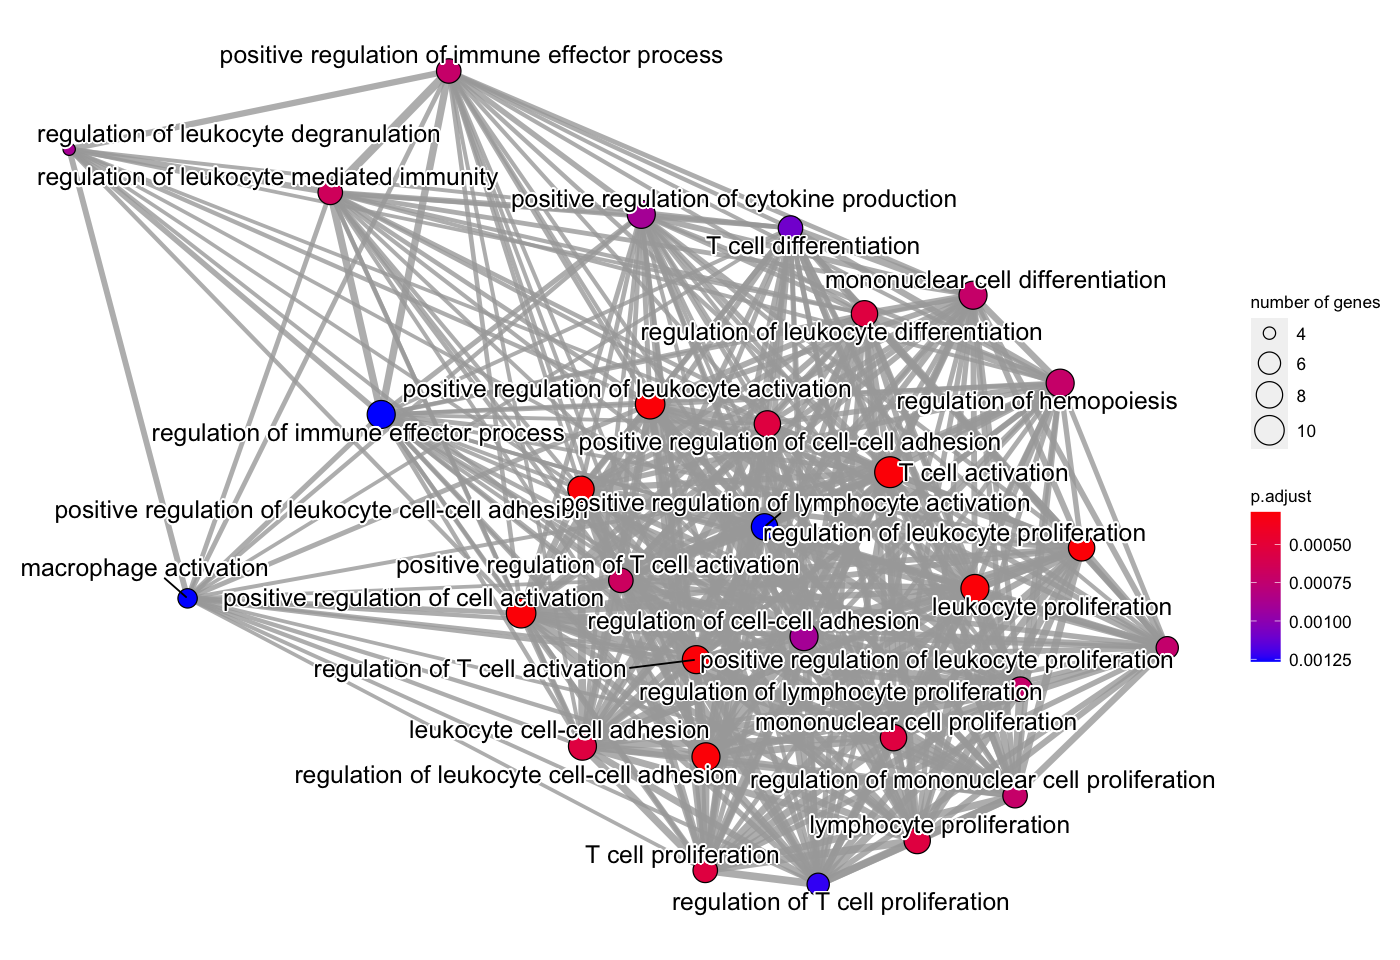 positive regulation of immune effector process
regulation of leukocyte degranulation
regulation of leukocyte mediated immunity
positive regulation of cytokine production
T cell differentiation
mononuclear cell differentiation
regulation of leukocyte differentiation
positive regulation of leukocyte activation
regulation of hemopoiesis
regulation of immune effector process
positive regulation of cell-cell adhesion
T cell activation
positive regulation of leukocyte cell-cell adhesion
positive regulation of lymphocyte activation
regulation of leukocyte proliferation
positive regulation of T cell activation
macrophage activation
positive regulation of cell activation
leukocyte proliferation
regulation of cell-cell adhesion
regulation of T cell activation
positive regulation of leukocyte proliferation
regulation of lymphocyte proliferation
mononuclear cell proliferation
leukocyte cell-cell adhesion
regulation of leukocyte cell-cell adhesion
regulation of mononuclear cell proliferation
lymphocyte proliferation
T cell proliferation
regulation of T cell proliferation
number of genes
4
6
8
10
p.adjust
0.00050
0.00075
0.00100
0.00125